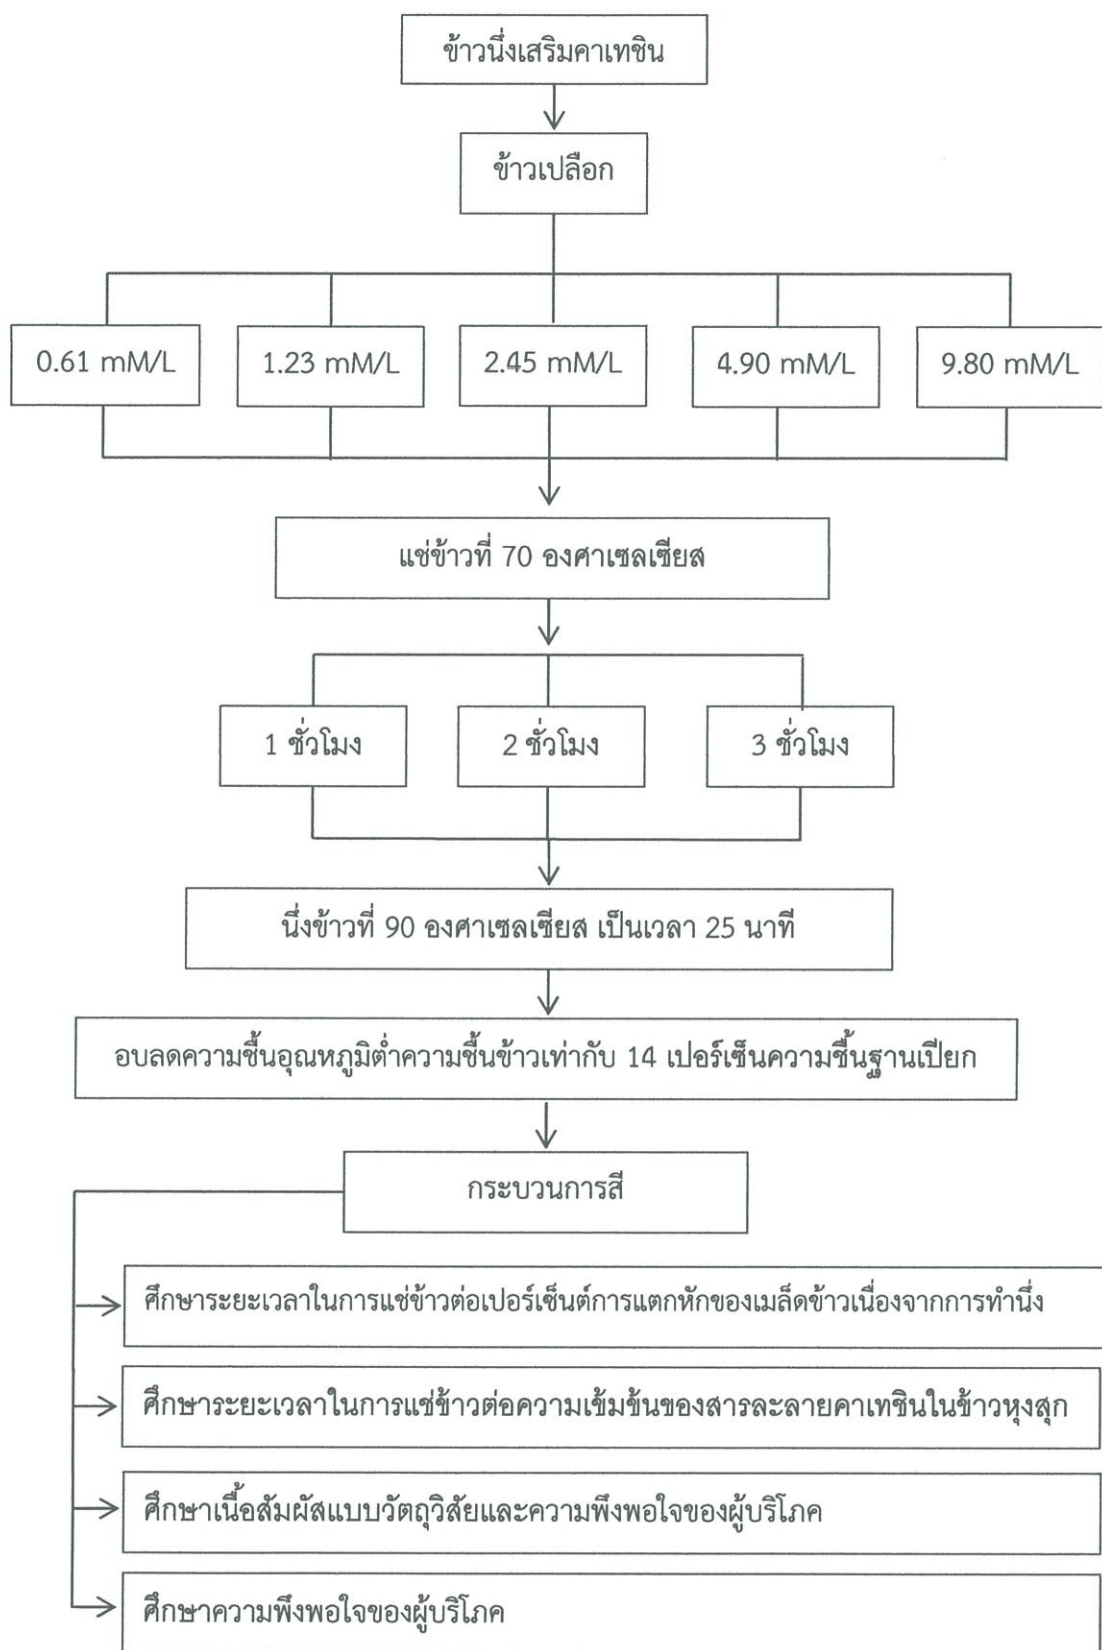 ข้าวนึ่งเสริมคาเทชิน
ข้าวเปลือก
0.61 mM/L
1.23 mM/L
2.45 mM/L
4.90 mM/L
9.80 mM/L
แช่ข้าวที่ 70 องศาเซลเซียส
1 ชั่วโมง
2 ชั่วโมง
3 ชั่วโมง
นึ่งข้าวที่ 90 องศาเซลเซียส เป็นเวลา 25 นาที
อบลดความชื้นอุณหภูมิต่ำความชื้นข้าวเท่ากับ 14 เปอร์เซ็นความชื้นฐานเปียก
กระบวนการสี
ศึกษาระยะเวลาในการแช่ข้าวต่อเปอร์เซ็นต์การแตกหักของเมล็ดข้าวเนื่องจากการทำนึ่ง
ศึกษาระยะเวลาในการแช่ข้าวต่อความเข้มข้นของสารละลายคาเทชินในข้าวหุงสุก
ศึกษาเนื้อสัมผัสแบบวัตถุวิสัยและความพึงพอใจของผู้บริโภค
ศึกษาความพึงพอใจของผู้บริโภค